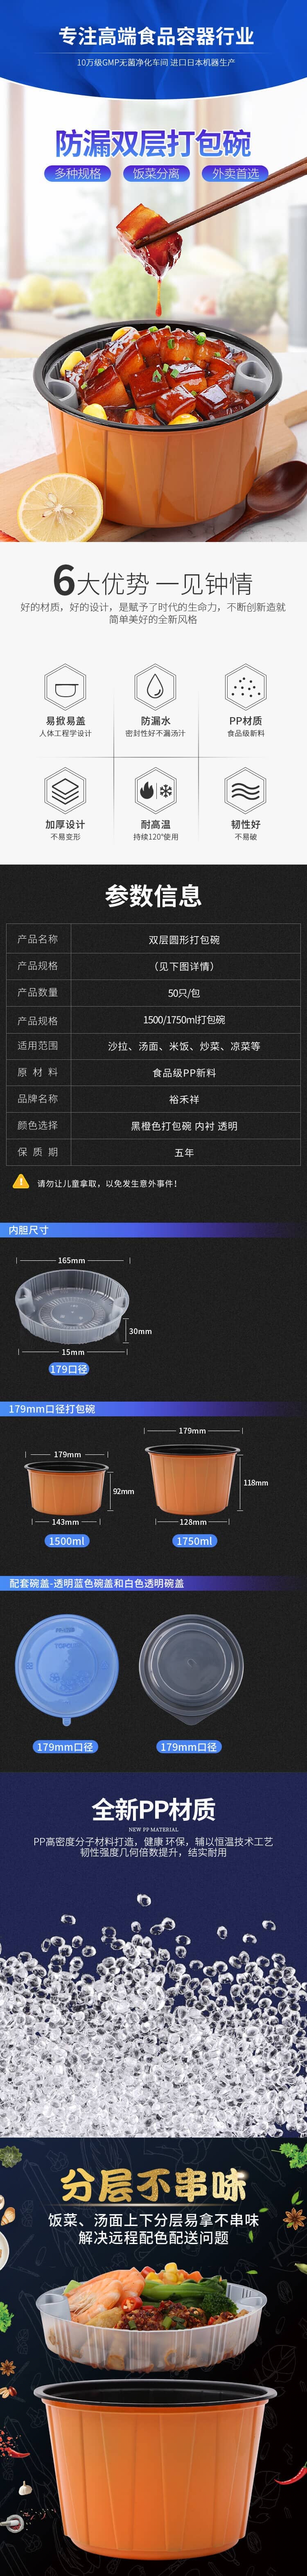 专注高端食品容器行业
10万级GMP无菌净化车间 进口日本机器生产
防漏双层打包碗
多种规格 饭菜分离 外卖首选
6大优势 一见钟情
好的材质，好的设计，是赋予了时代的生命力，不断创新造就
简单美好的全新风格
易掀易盖 防漏水 PP材质
人体工程学设计 密封性好不漏汤汁 食品级新料
加厚设计 耐高温 韧性好
不易变形 持续120°使用 不易破
参数信息
产品名称 双层圆形打包碗
产品规格 （见下图详情）
产品数量 50只/包
产品规格 1500/1750ml打包碗
适用范围 沙拉、汤面、米饭、炒菜、凉菜等
原 材 料 食品级PP新料
品牌名称 裕禾祥
颜色选择 黑橙色打包碗 内衬 透明
保 质 期 五年
请勿让儿童拿取，以免发生意外事件！
内胆尺寸
165mm
30mm
15mm
179口径
179mm口径打包碗
179mm 179mm
92mm 118mm
143mm 128mm
1500ml 1750ml
配套碗盖-透明蓝色碗盖和白色透明碗盖
179mm口径 179mm口径
全新PP材质
NEW PP MATERIAL
PP高密度分子材料打造，健康 环保，辅以恒温技术工艺
韧性强度几何倍数提升，结实耐用
分层不串味
饭菜、汤面上下分层易拿不串味
解决远程配色配送问题